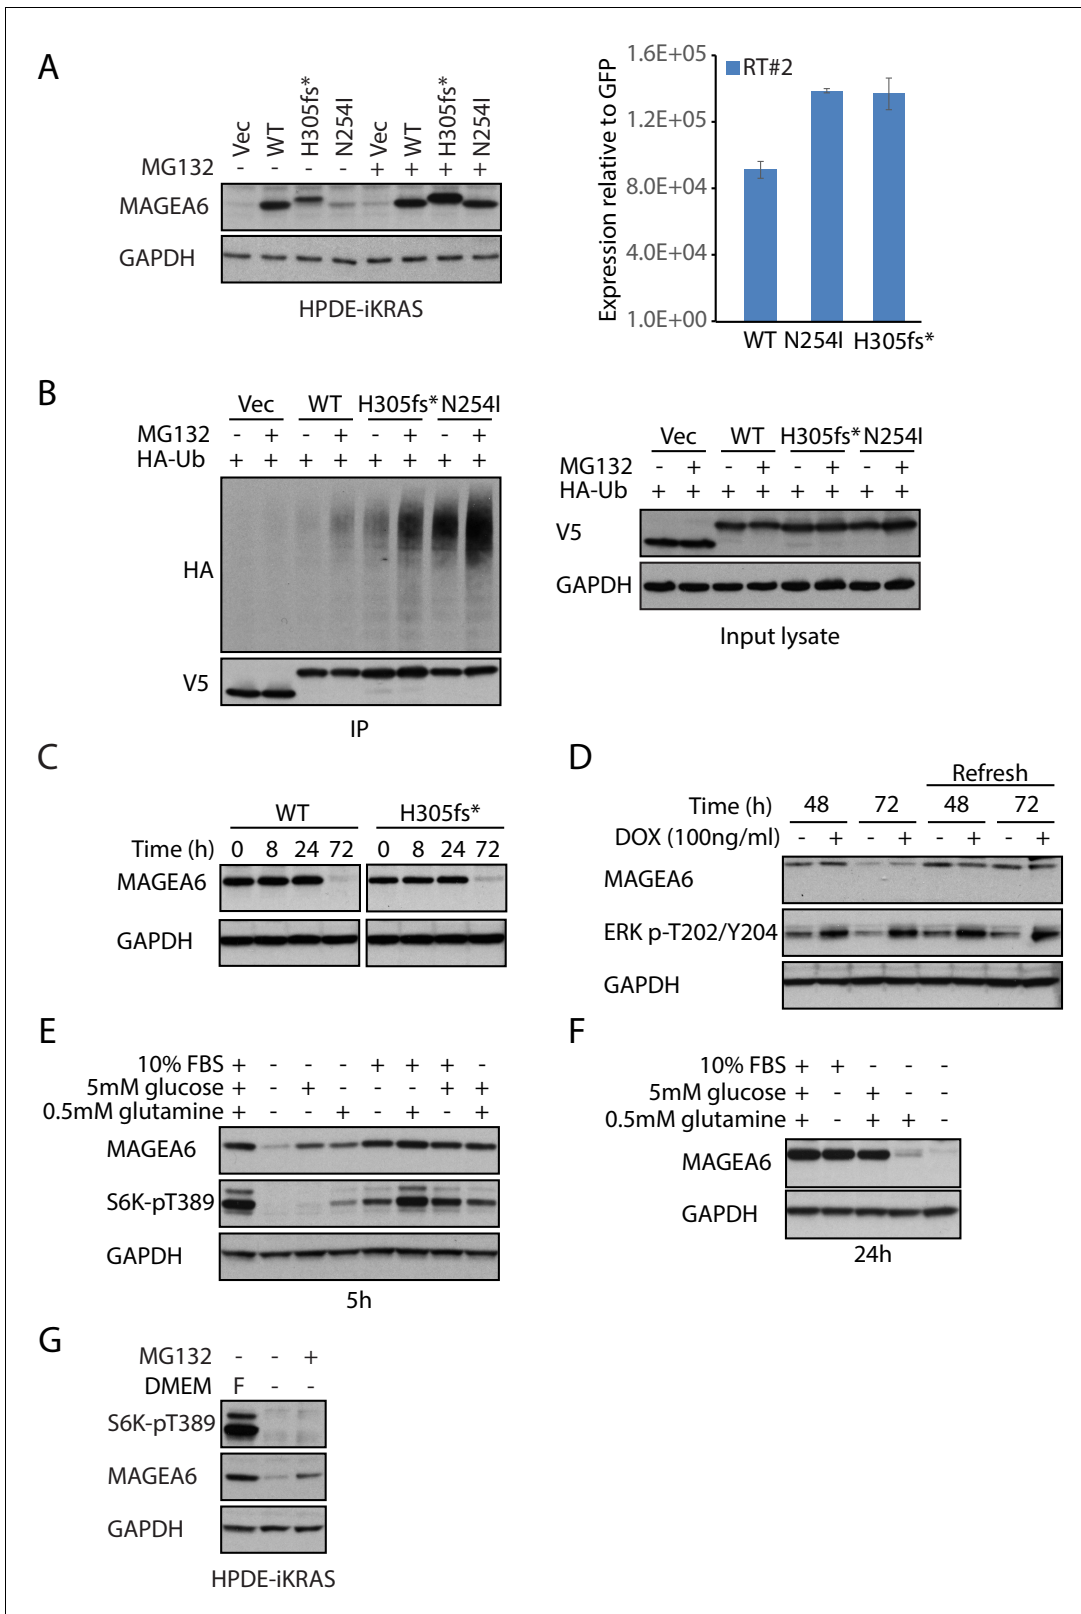 A
Vec WT H305fs* N254I Vec WT H305fs* N254I
MG132 - - - - + + + +
MAGEA6
GAPDH
HPDE-iKRAS
Expression relative to GFP
RT#2
1.6E+05
1.2E+05
8.0E+04
4.0E+04
1.0E+00
WT N254I H305fs*
B
Vec WT H305fs* N254I
MG132 - + - + - + - +
HA-Ub + + + + + + + +
HA
V5
IP
Vec WT H305fs* N254I
MG132 - + - + - + - +
HA-Ub + + + + + + + +
V5
GAPDH
Input lysate
C
WT H305fs*
Time (h) 0 8 24 72 0 8 24 72
MAGEA6
GAPDH
D
Refresh
Time (h) 48 72 48 72
DOX (100ng/ml) - + - + - + - +
MAGEA6
ERK p-T202/Y204
GAPDH
E
10% FBS + - - - + + + -
5mM glucose + - + - - - + +
0.5mM glutamine + - - + - + - +
MAGEA6
S6K-pT389
GAPDH
5h
F
10% FBS + + - - -
5mM glucose + - + - -
0.5mM glutamine + - + + -
MAGEA6
GAPDH
24h
G
MG132 - - +
DMEM F - -
S6K-pT389
MAGEA6
GAPDH
HPDE-iKRAS